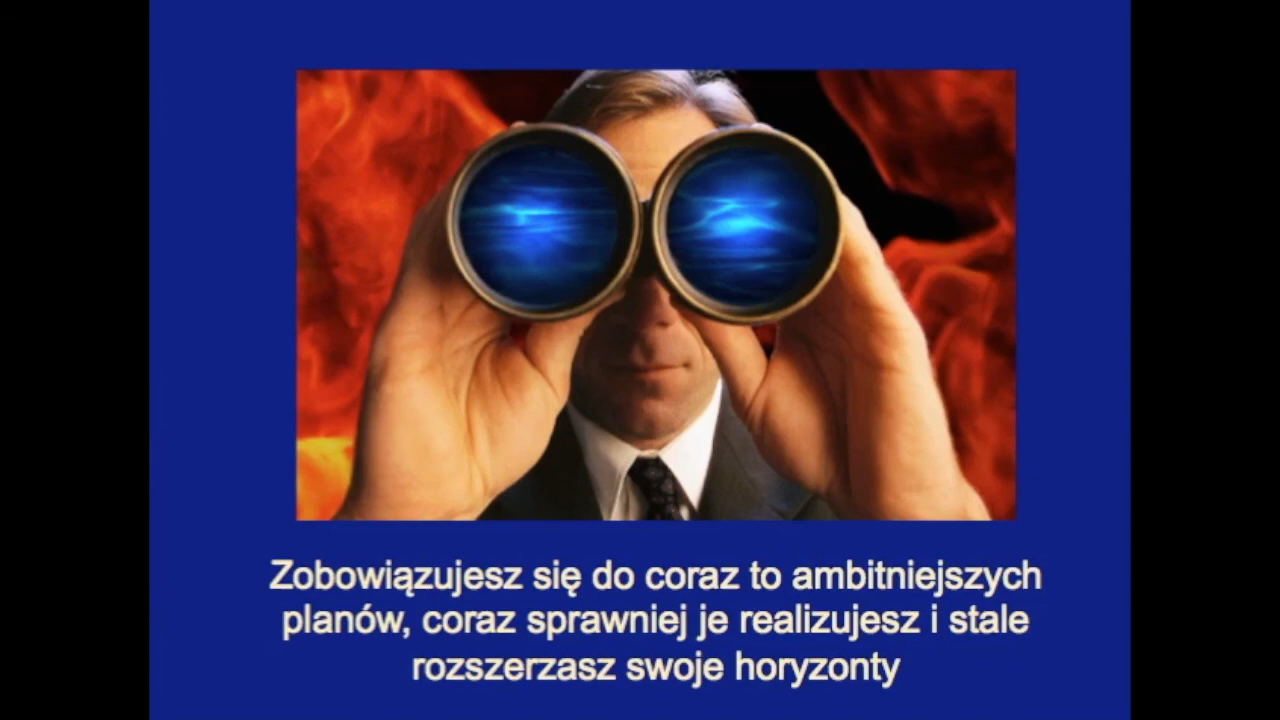 Zobowiązujesz się do coraz to ambitniejszych
planów, coraz sprawniej je realizujesz i stale
rozszerzasz swoje horyzonty